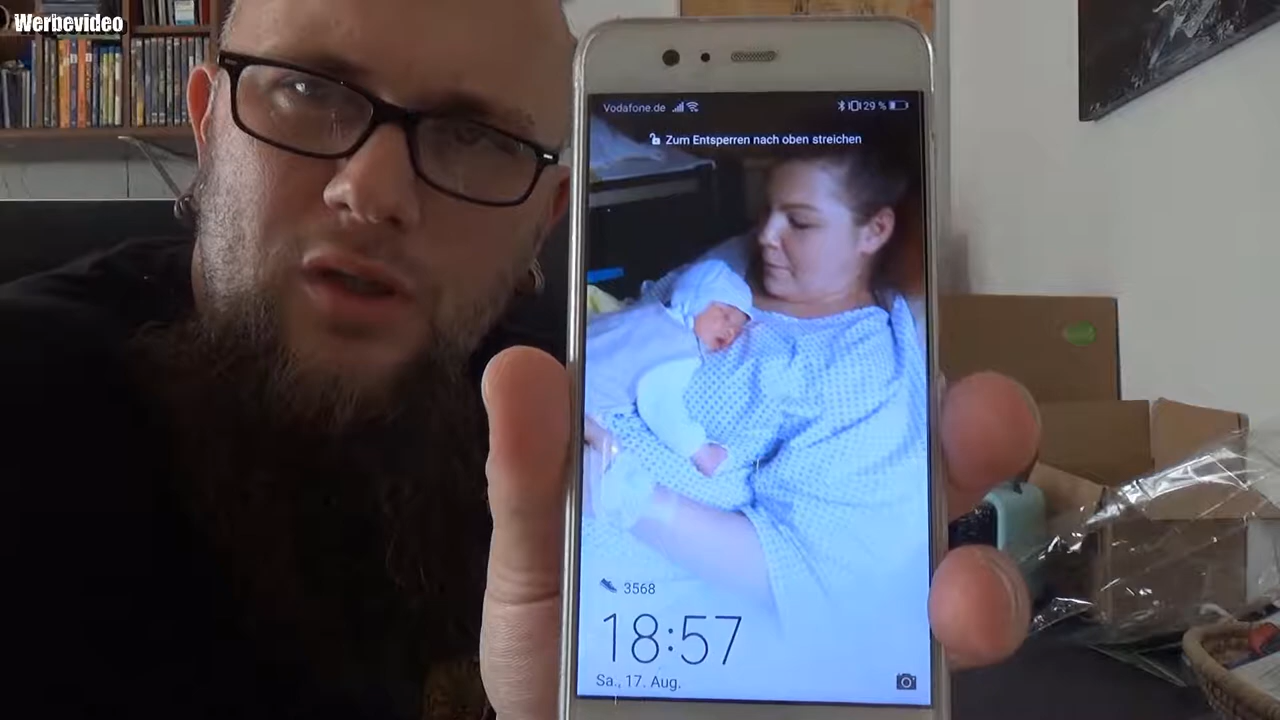 Werbevideo
Vodafone.de
29 %
Zum Entsperren nach oben streichen
3568
18:57
Sa., 17. Aug.